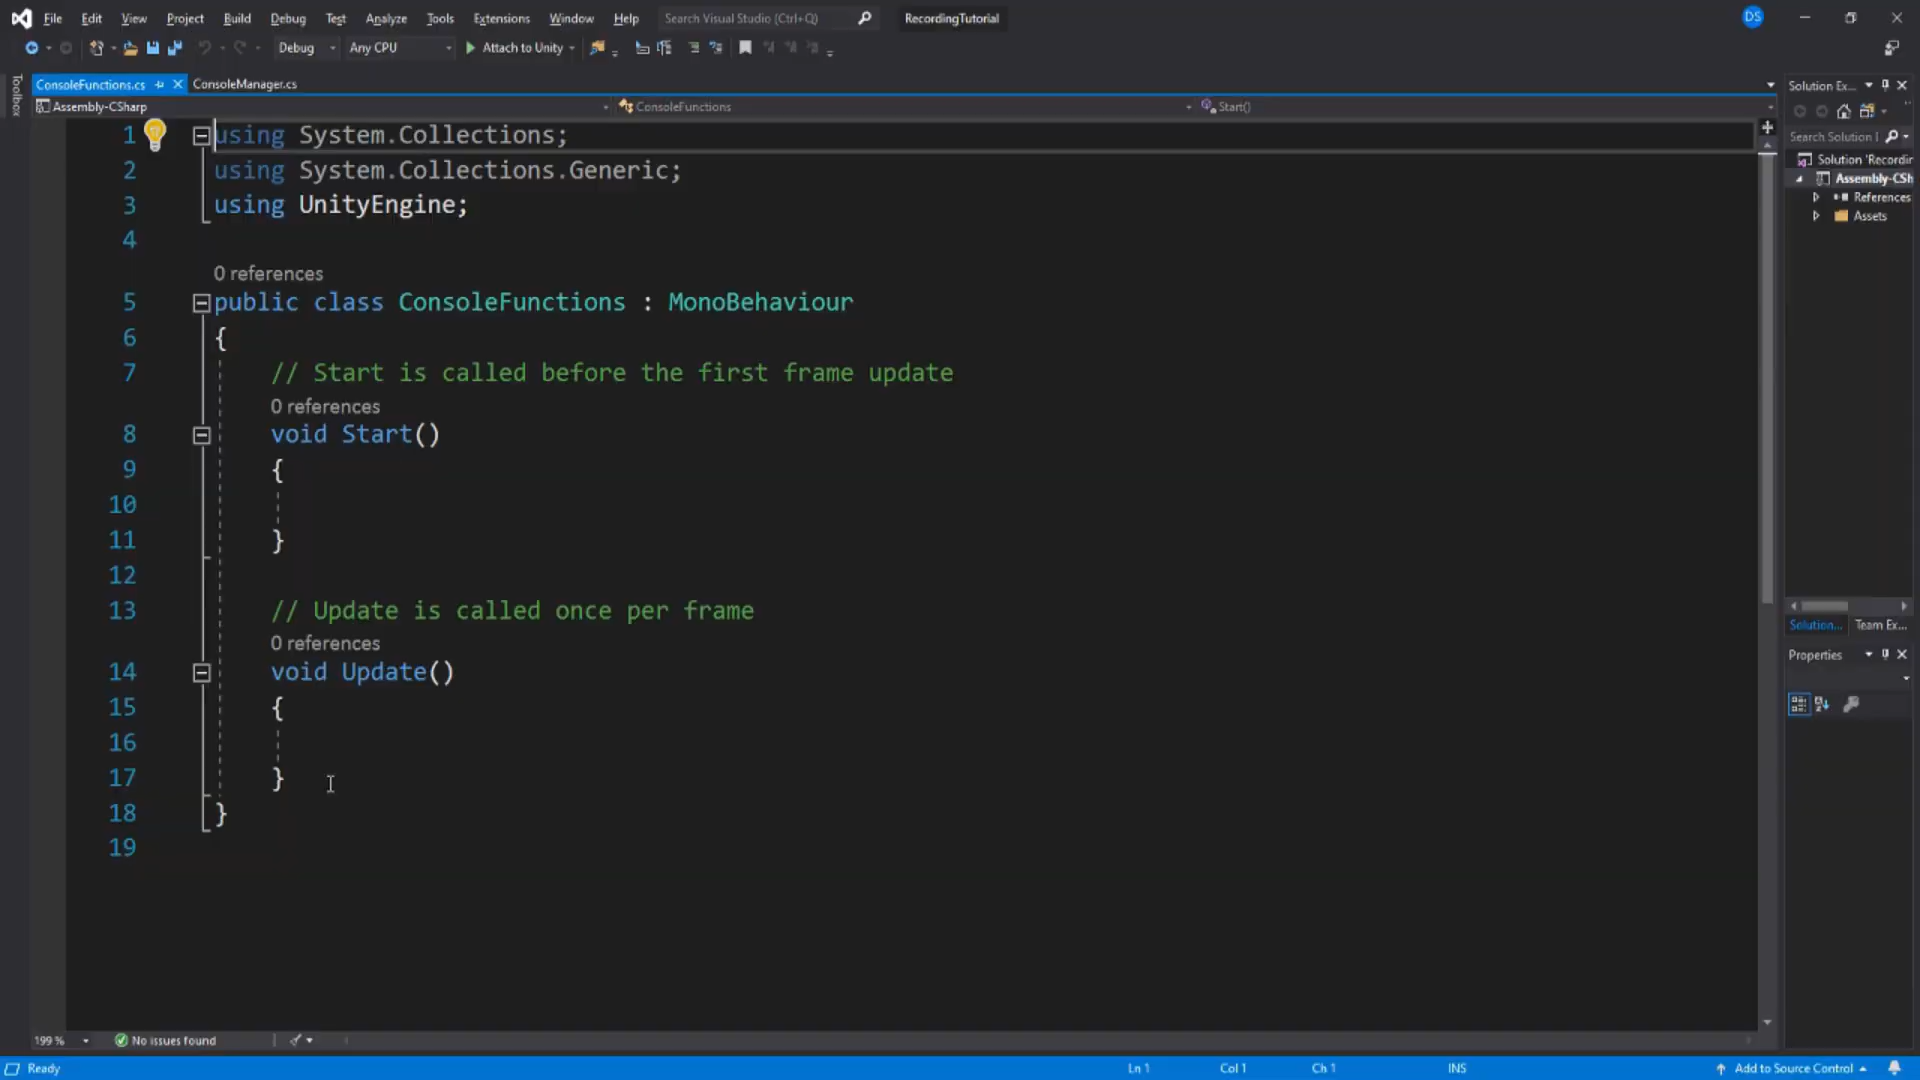 File Edit View Project Build Debug Test Analyze Tools Extensions Window Help Search Visual Studio (Ctrl+Q) RecordingTutorial DS
Debug Any CPU Attach to Unity
Toolbox
ConsoleFunctions.cs ConsoleManager.cs
Assembly-CSharp ConsoleFunctions Start()
1 using System.Collections;
2 using System.Collections.Generic;
3 using UnityEngine;
4
0 references
5 public class ConsoleFunctions : MonoBehaviour
6 {
7 // Start is called before the first frame update
0 references
8 void Start()
9 {
10
11 }
12
13 // Update is called once per frame
0 references
14 void Update()
15 {
16
17 }
18 }
19
Solution Ex...
Search Solution
Solution 'Recordin
Assembly-CSh
References
Assets
Solution... Team Ex...
Properties
199 % No issues found
Ready Ln 1 Col 1 Ch 1 INS Add to Source Control